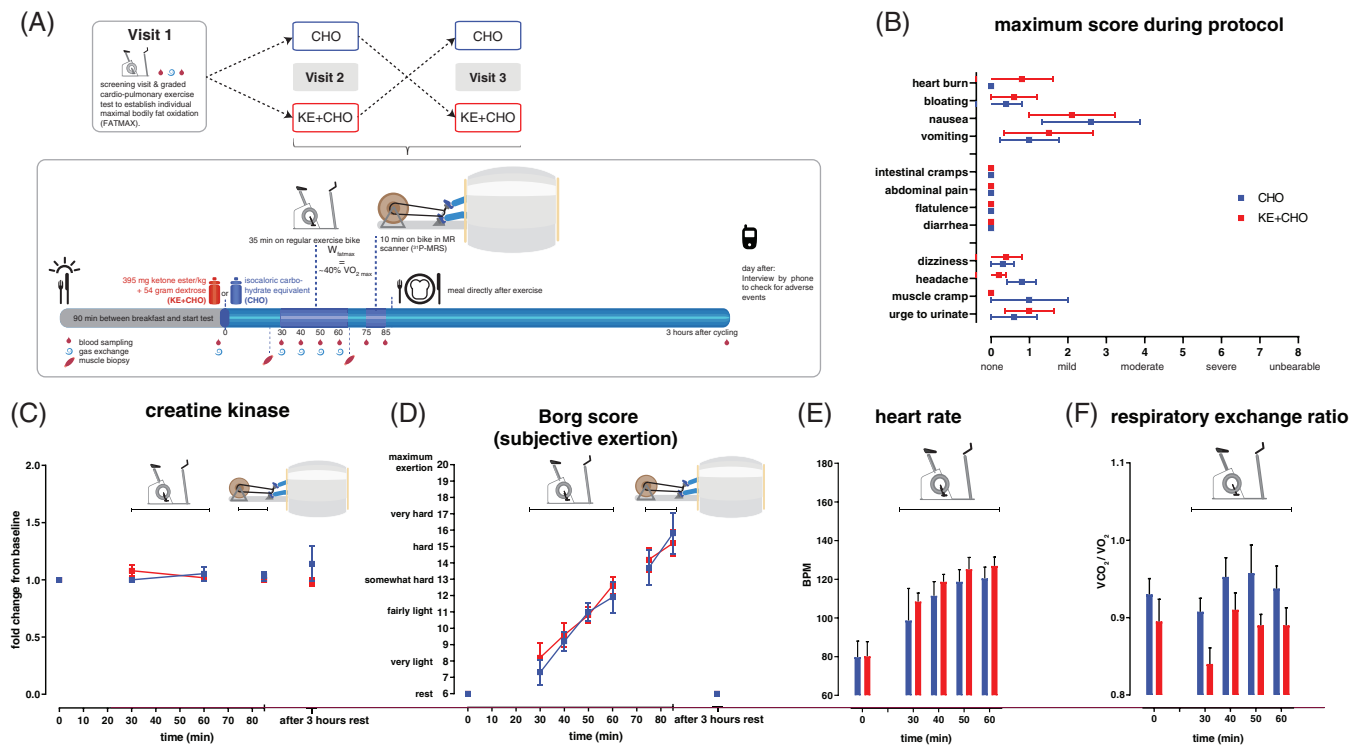 (A)
Visit 1
screening visit & graded
cardio-pulmonary exercise
test to establish individual
maximal bodily fat oxidation
(FATMAX).
CHO
Visit 2
KE+CHO
CHO
Visit 3
KE+CHO
35 min on regular exercise bike
W fatmax
=
~40% VO2 max
10 min on bike in MR
scanner (31P-MRS)
395 mg ketone ester/kg
+ 54 gram dextrose
(KE+CHO)
or
isocaloric carbo-
hydrate equivalent
(CHO)
meal directly after exercise
day after:
Interview by phone
to check for adverse
events
90 min between breakfast and start test
0 30 40 50 60 75 85 3 hours after cycling
blood sampling
gas exchange
muscle biopsy
(B)
maximum score during protocol
heart burn
bloating
nausea
vomiting
intestinal cramps
abdominal pain
flatulence
diarrhea
dizziness
headache
muscle cramp
urge to urinate
CHO
KE+CHO
0 1 2 3 4 5 6 7 8
none mild moderate severe unbearable
(C)
creatine kinase
fold change from baseline
2.0
1.5
1.0
0.5
0.0
0 10 20 30 40 50 60 70 80 after 3 hours rest
time (min)
(D)
Borg score
(subjective exertion)
maximum
exertion
20
19
18
very hard 17
16
hard 15
14
somewhat hard 13
12
fairly light 11
10
9
very light 8
7
rest 6
0 10 20 30 40 50 60 70 80 after 3 hours rest
time (min)
(E)
heart rate
BPM
180
160
140
120
100
80
60
0 30 40 50 60
time (min)
(F)
respiratory exchange ratio
VCO2 / VO2
1.1
1.0
0.9
0.8
0 30 40 50 60
time (min)